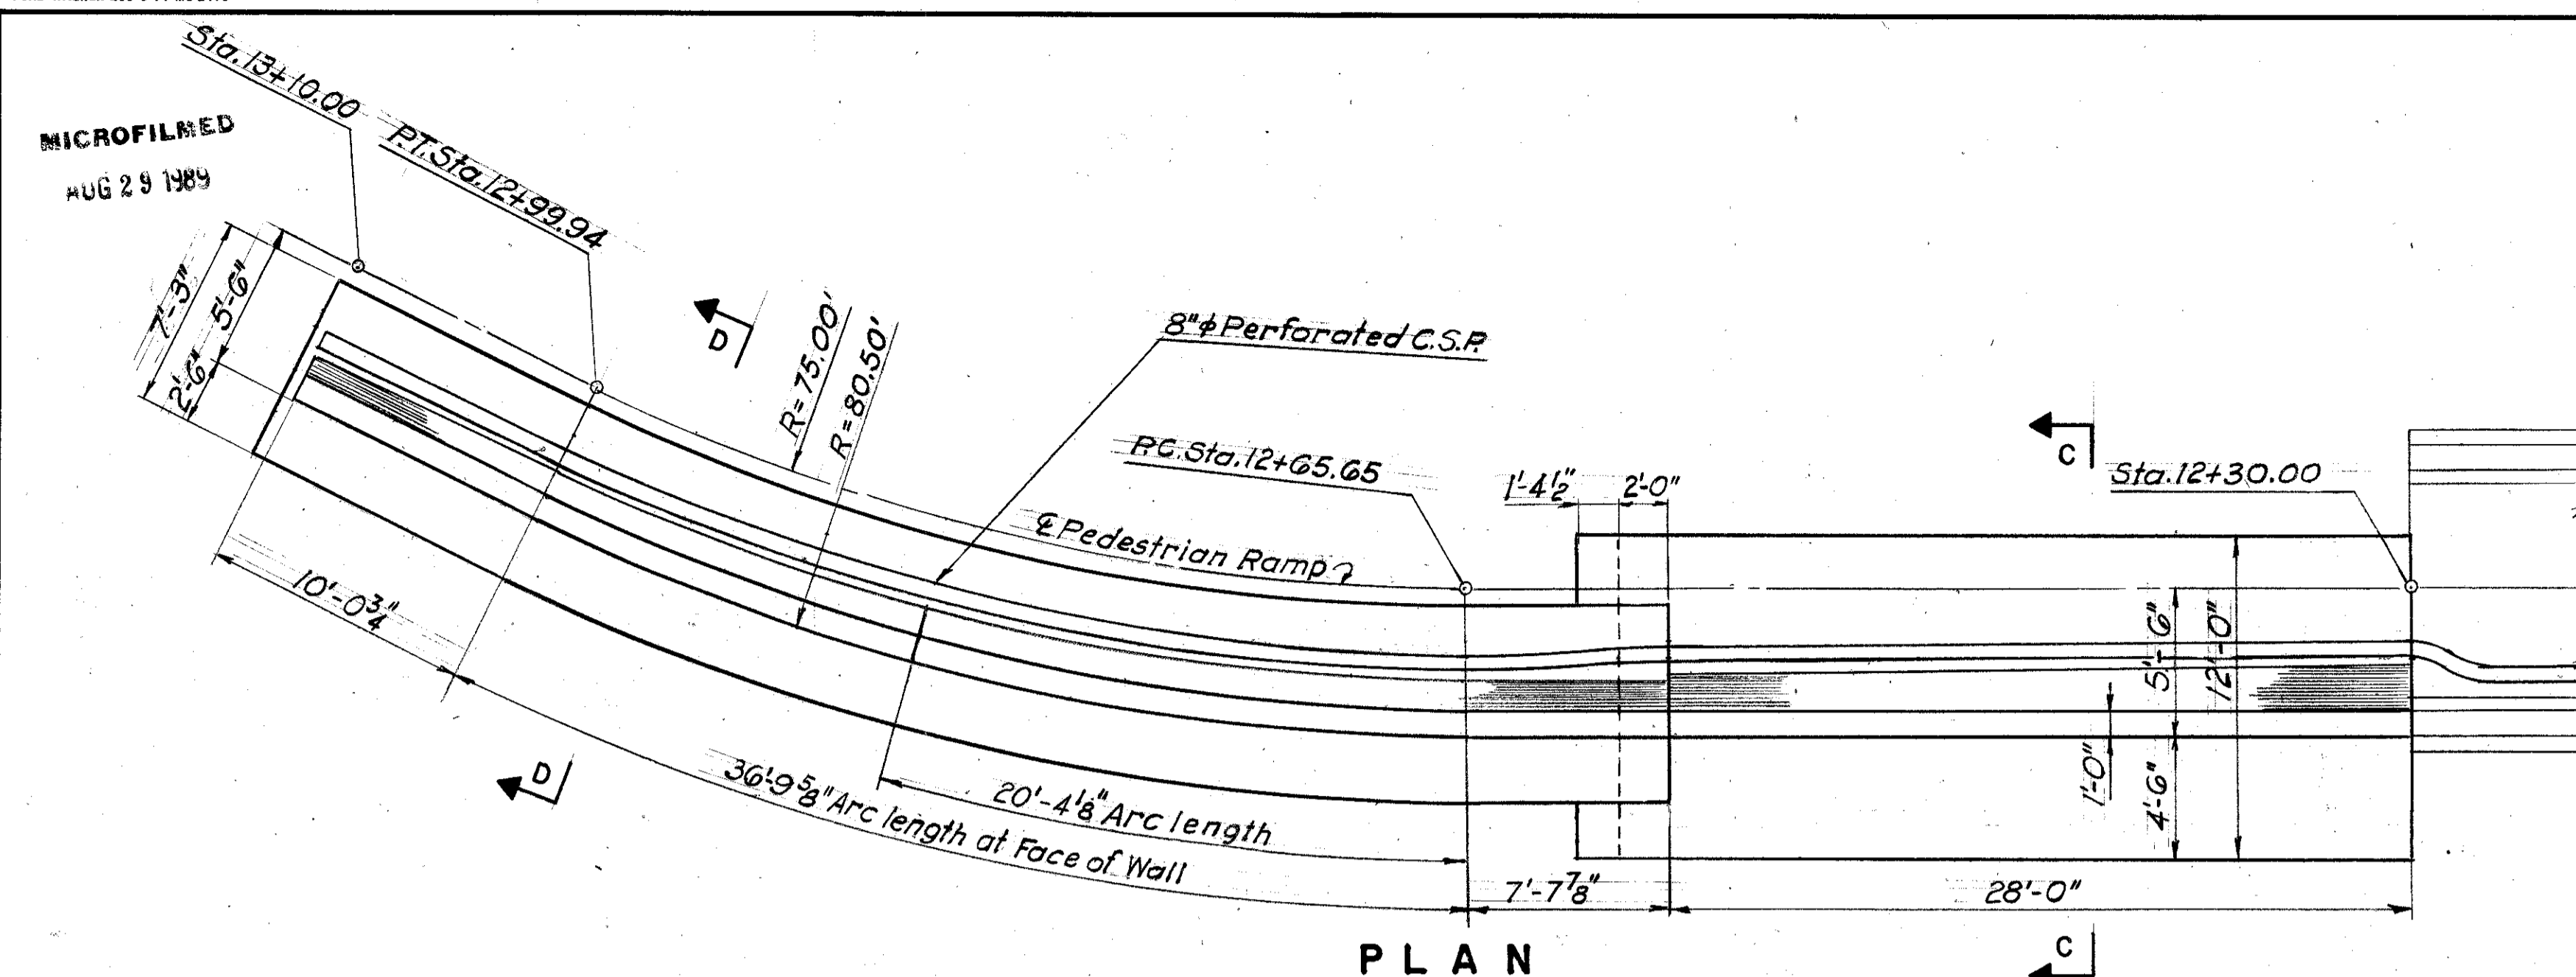 Sta. 13+10.00
MICROFILMED
AUG 29 1989
P.T. Sta. 12+99.94
7'-3"
5'-6"
2'-6"
D
R=75.00'
R=80.50'
8"ϕ Perforated C.S.P.
P.C. Sta. 12+65.65
℄ Pedestrian Ramp
1'-4½"
2'-0"
C
Sta. 12+30.00
10'-0¾"
D
36'-9⅝" Arc length at Face of Wall
20'-4⅛" Arc length
5'-6"
12'-0"
1'-0"
4'-6"
7'-7⅞"
28'-0"
PLAN
C